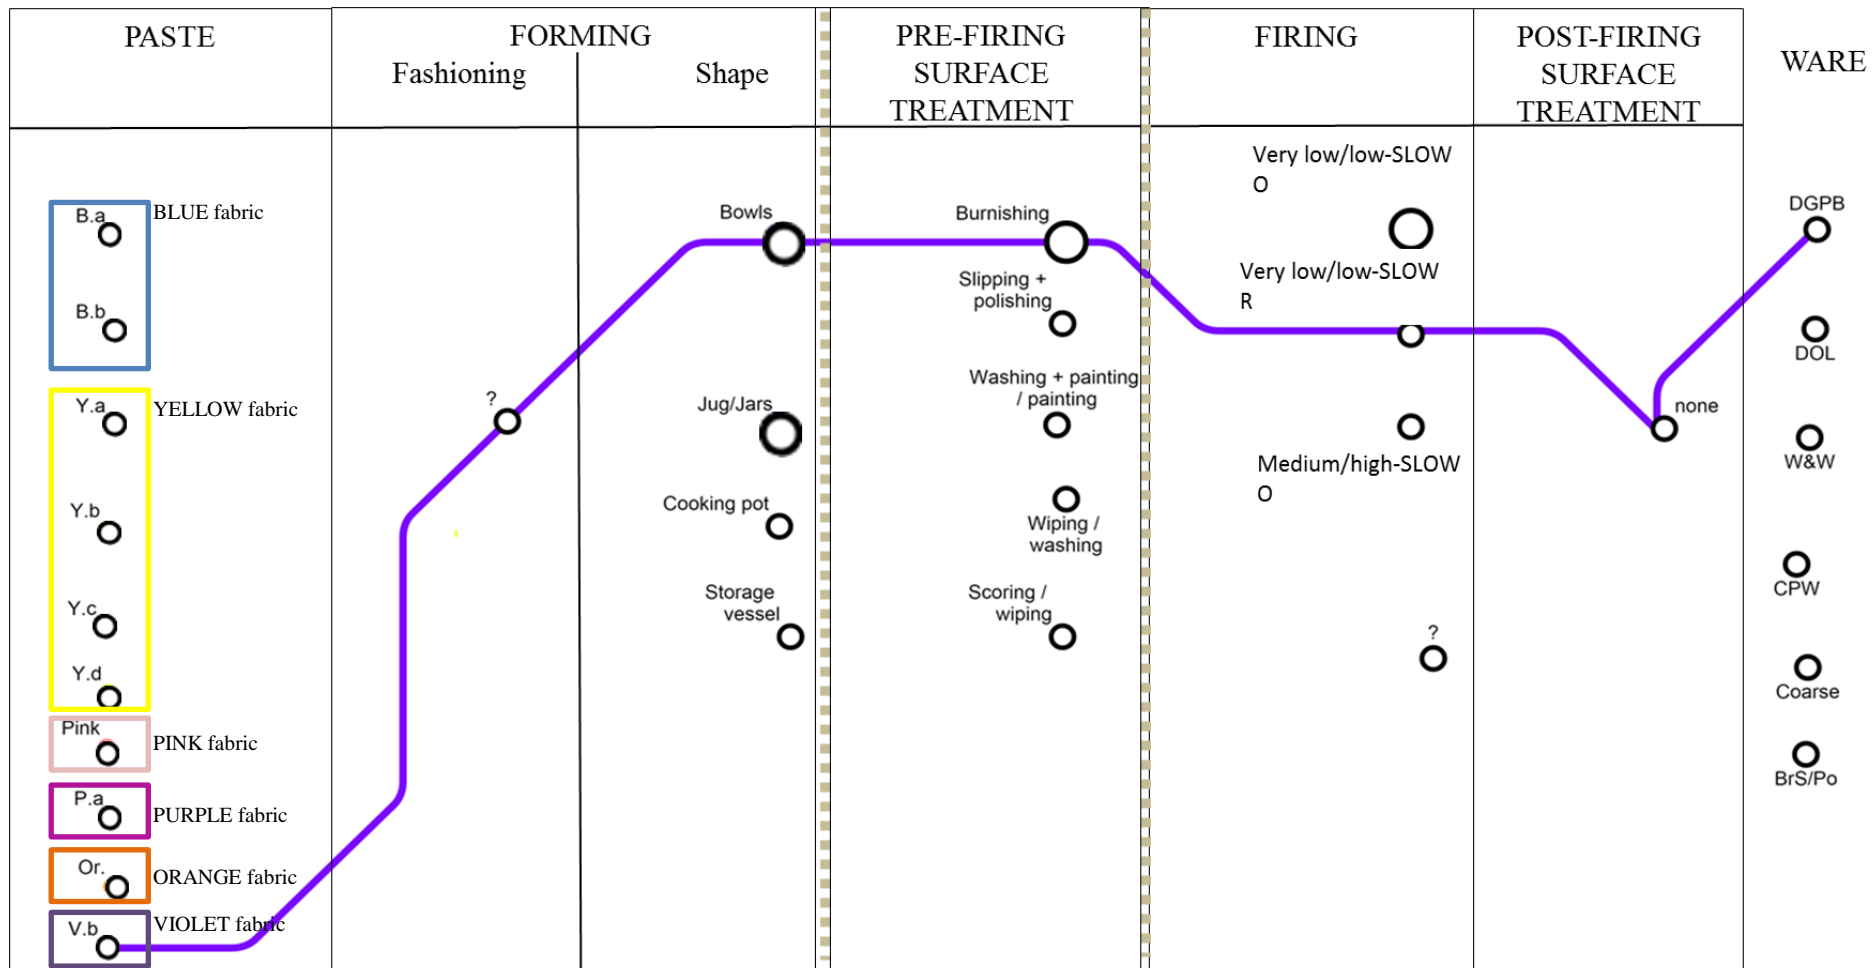 PASTE
FORMING
Fashioning
Shape
PRE-FIRING
SURFACE
TREATMENT
FIRING
POST-FIRING
SURFACE
TREATMENT
WARE
B.a
BLUE fabric
B.b
Y.a
YELLOW fabric
Y.b
Y.c
Y.d
Pink
PINK fabric
P.a
PURPLE fabric
Or.
ORANGE fabric
V.b
VIOLET fabric
?
Bowls
Jug/Jars
Cooking pot
Storage
vessel
Burnishing
Slipping +
polishing
Washing + painting
/ painting
Wiping /
washing
Scoring /
wiping
Very low/low-SLOW
O
Very low/low-SLOW
R
Medium/high-SLOW
O
?
none
DGPB
DOL
W&W
CPW
Coarse
BrS/Po